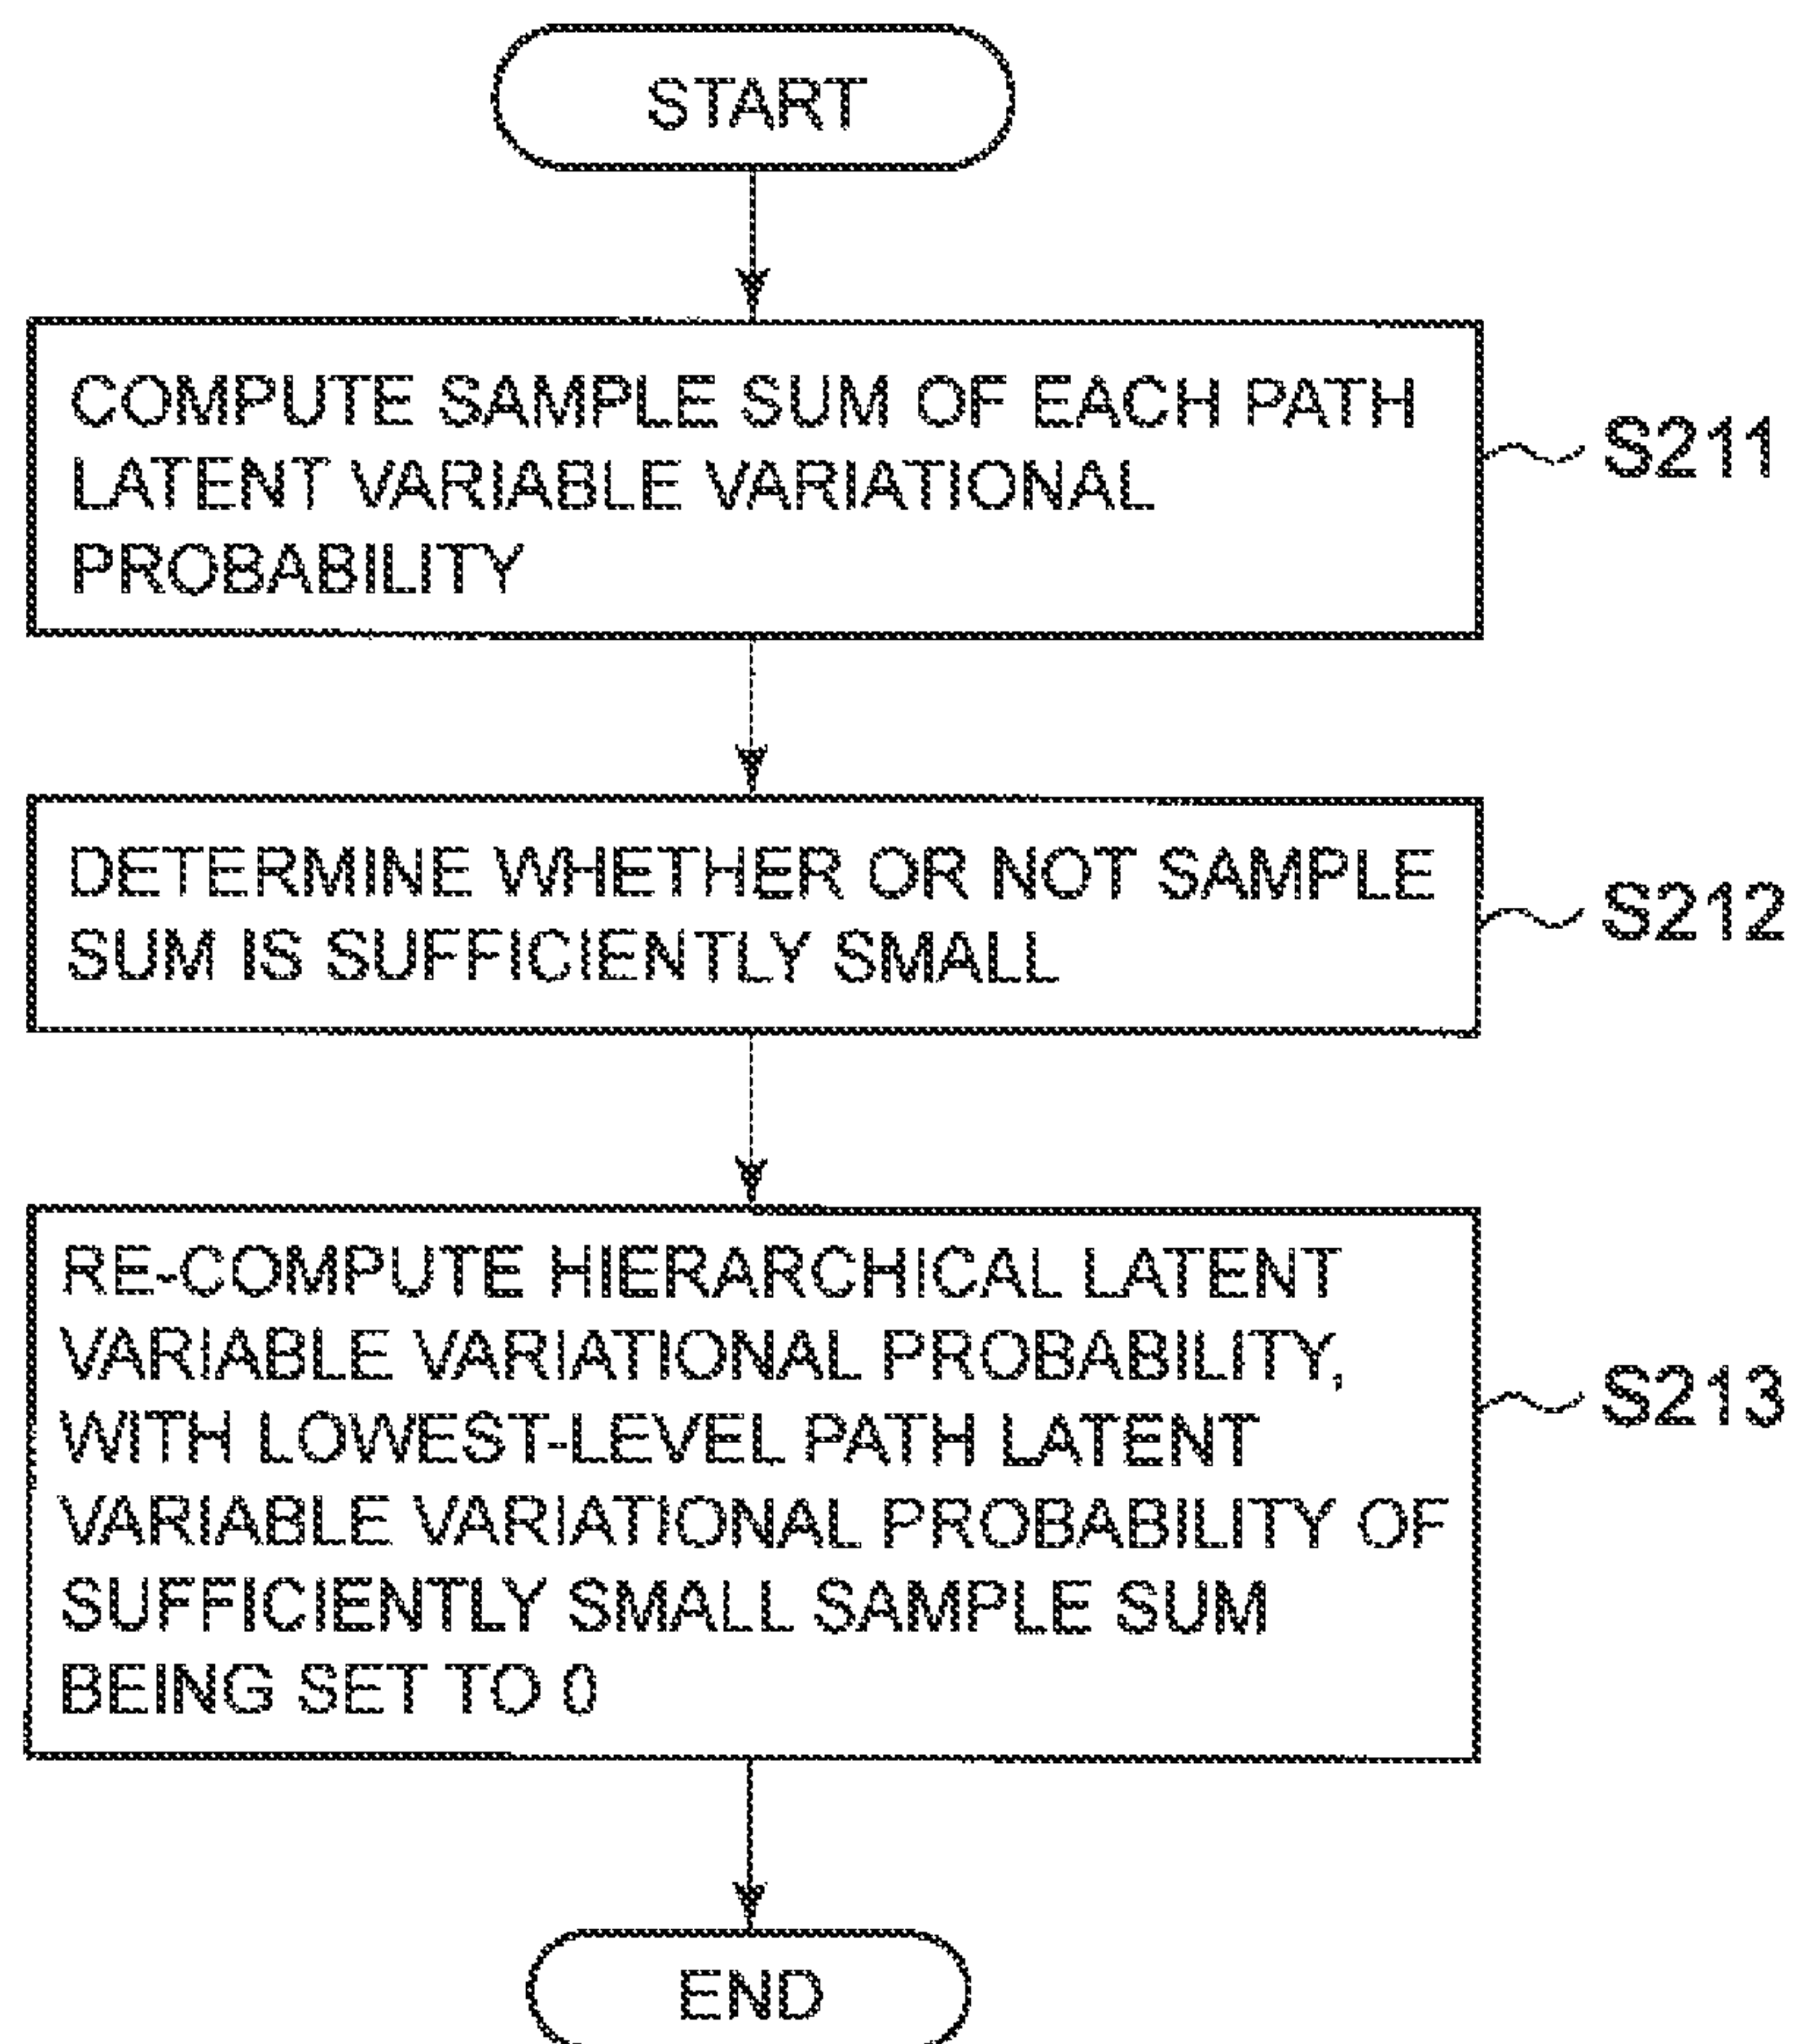 START
COMPUTE SAMPLE SUM OF EACH PATH
LATENT VARIABLE VARIATIONAL
PROBABILITY
S211
DETERMINE WHETHER OR NOT SAMPLE
SUM IS SUFFICIENTLY SMALL
S212
RE-COMPUTE HIERARCHICAL LATENT
VARIABLE VARIATIONAL PROBABILITY,
WITH LOWEST-LEVEL PATH LATENT
VARIABLE VARIATIONAL PROBABILITY OF
SUFFICIENTLY SMALL SAMPLE SUM
BEING SET TO 0
S213
END